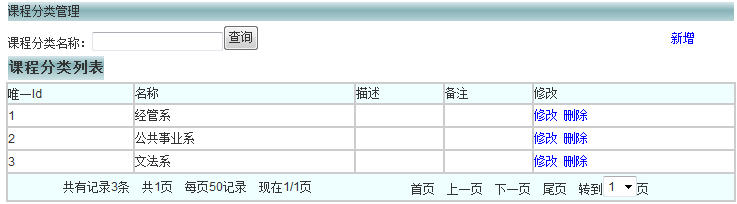 课程分类管理
课程分类名称： 查询 新增
课程分类列表
唯一Id 名称 描述 备注 修改
1 经管系 修改 删除
2 公共事业系 修改 删除
3 文法系 修改 删除
共有记录3条 共1页 每页50记录 现在1/1页 首页 上一页 下一页 尾页 转到 1 页